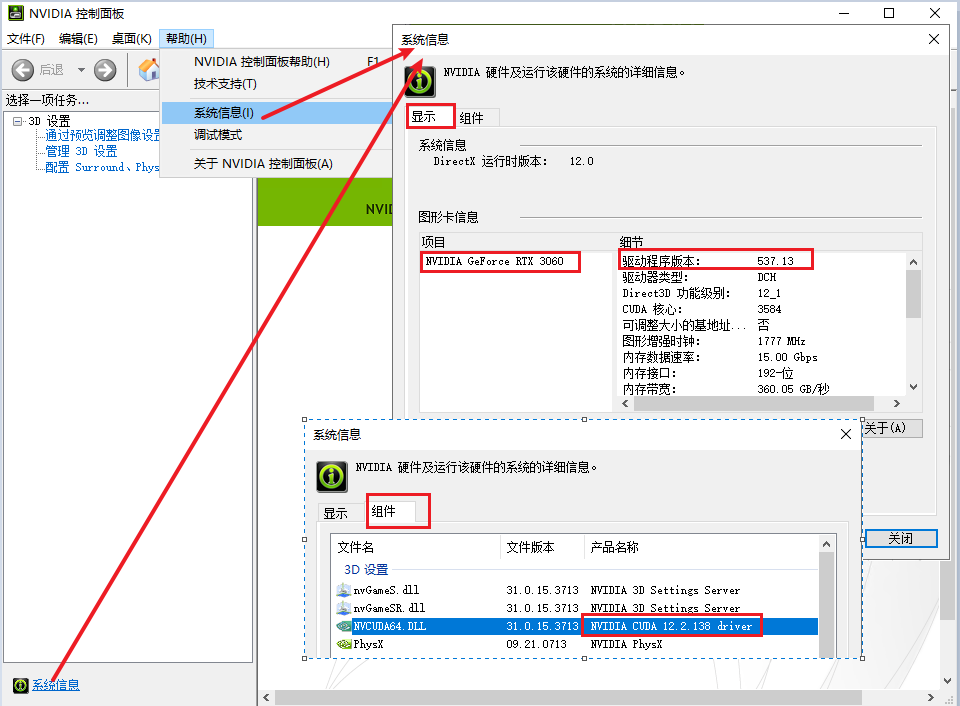 NVIDIA 控制面板
文件(F) 编辑(E) 桌面(K) 帮助(H)
后退
选择一项任务...
3D 设置
通过预览调整图像设置
管理 3D 设置
配置 Surround、Phys
NVIDIA 控制面板帮助(H) F1
技术支持(T)
系统信息(I)
调试模式
关于 NVIDIA 控制面板(A)
NVI
系统信息
系统信息
NVIDIA 硬件及运行该硬件的系统的详细信息。
显示 组件
系统信息
DirectX 运行时版本: 12.0
图形卡信息
项目 细节
NVIDIA GeForce RTX 3060
驱动程序版本: 537.13
驱动器类型: DCH
Direct3D 功能级别: 12_1
CUDA 核心: 3584
可调整大小的基地址... 否
图形增强时钟: 1777 MHz
内存数据速率: 15.00 Gbps
内存接口: 192-位
内存带宽: 360.05 GB/秒
关于(A)
关闭
系统信息
NVIDIA 硬件及运行该硬件的系统的详细信息。
显示 组件
文件名 文件版本 产品名称
3D 设置
nvGameS.dll 31.0.15.3713 NVIDIA 3D Settings Server
nvGameSR.dll 31.0.15.3713 NVIDIA 3D Settings Server
NVCUDA64.DLL 31.0.15.3713 NVIDIA CUDA 12.2.138 driver
PhysX 09.21.0713 NVIDIA PhysX